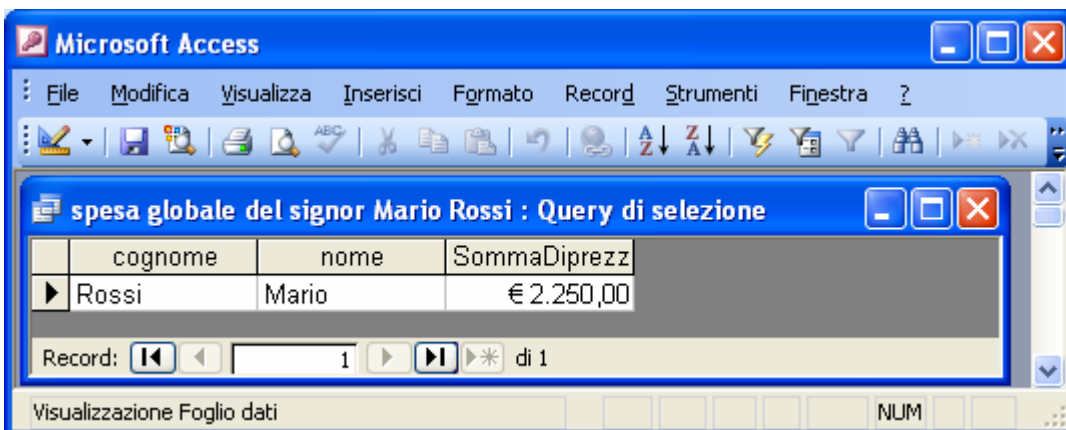 Microsoft Access
File Modifica Visualizza Inserisci Formato Record Strumenti Finestra ?
ABC A Z Z A
spesa globale del signor Mario Rossi : Query di selezione
cognome nome SommaDiprezz
Rossi Mario € 2.250,00
Record: 1 di 1
Visualizzazione Foglio dati NUM